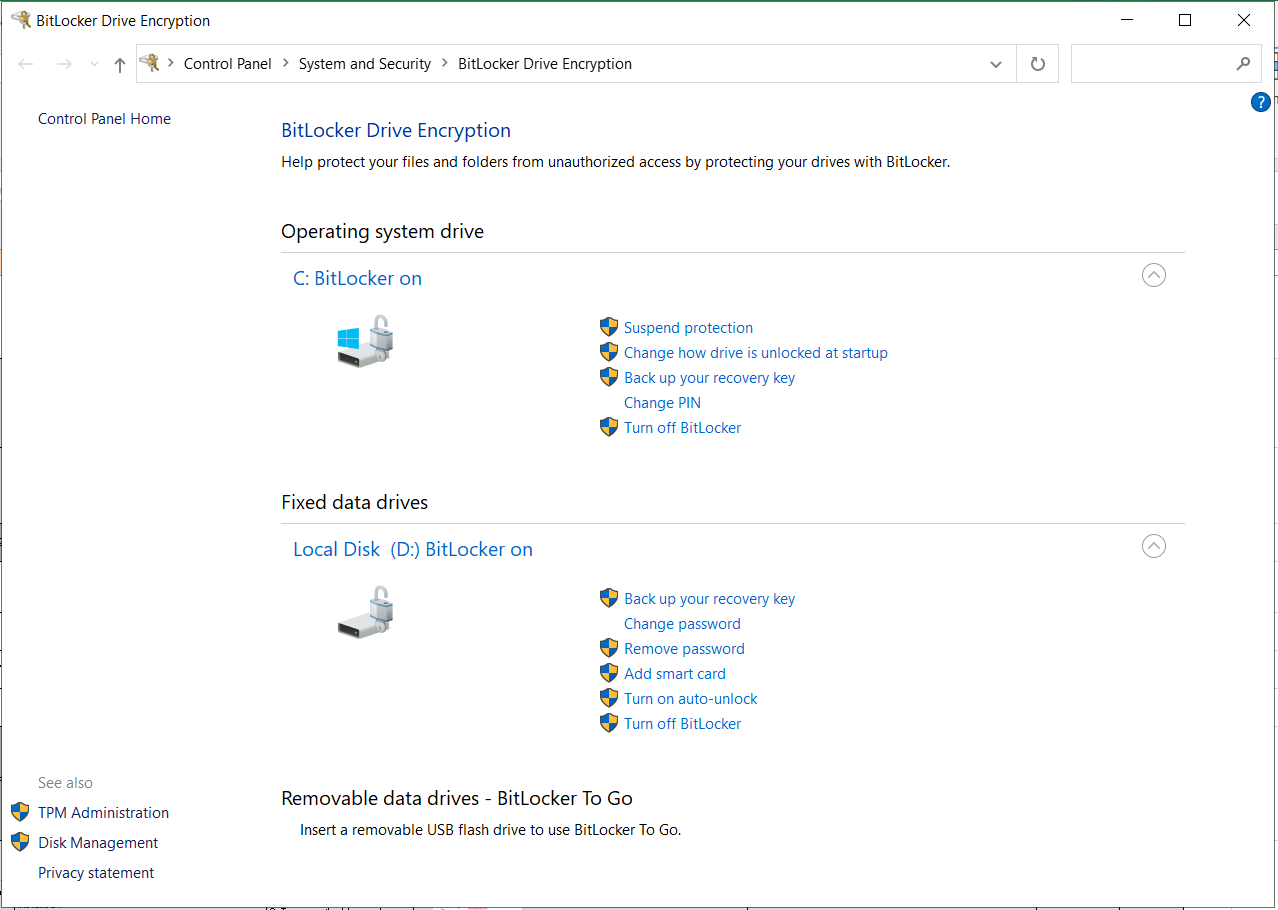 BitLocker Drive Encryption
Control Panel > System and Security > BitLocker Drive Encryption
?
Control Panel Home
BitLocker Drive Encryption
Help protect your files and folders from unauthorized access by protecting your drives with BitLocker.
Operating system drive
C: BitLocker on
Suspend protection
Change how drive is unlocked at startup
Back up your recovery key
Change PIN
Turn off BitLocker
Fixed data drives
Local Disk (D:) BitLocker on
Back up your recovery key
Change password
Remove password
Add smart card
Turn on auto-unlock
Turn off BitLocker
Removable data drives - BitLocker To Go
Insert a removable USB flash drive to use BitLocker To Go.
See also
TPM Administration
Disk Management
Privacy statement